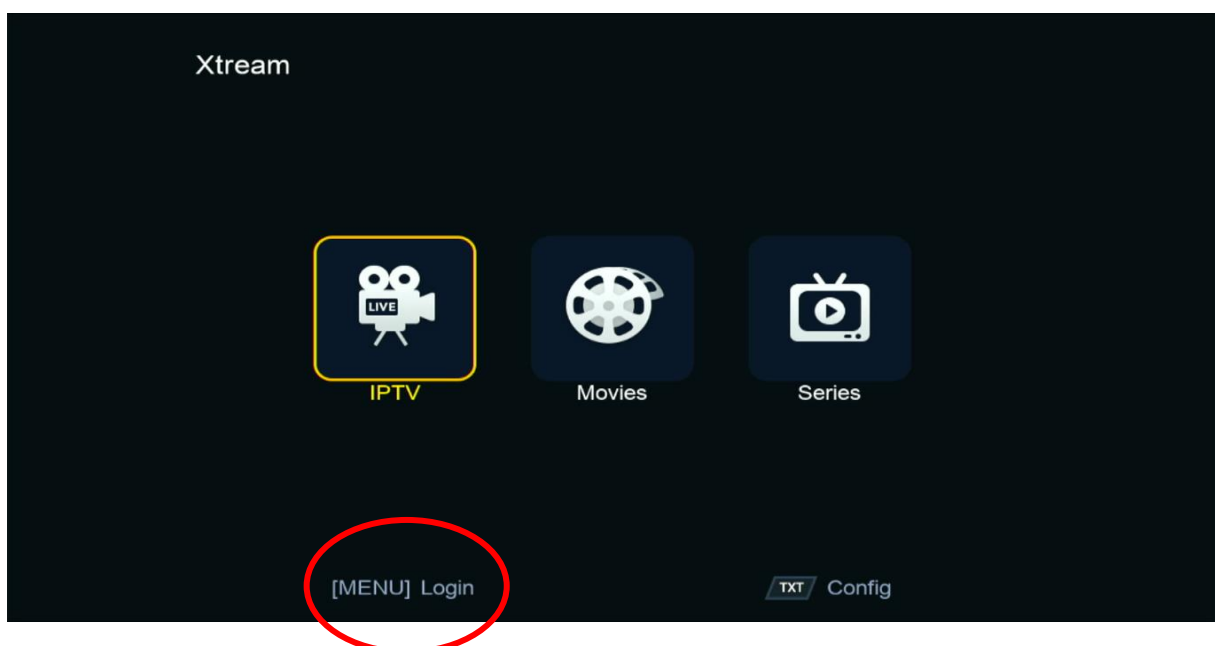 Xtream
LIVE
IPTV
Movies
Series
[MENU] Login
TXT Config